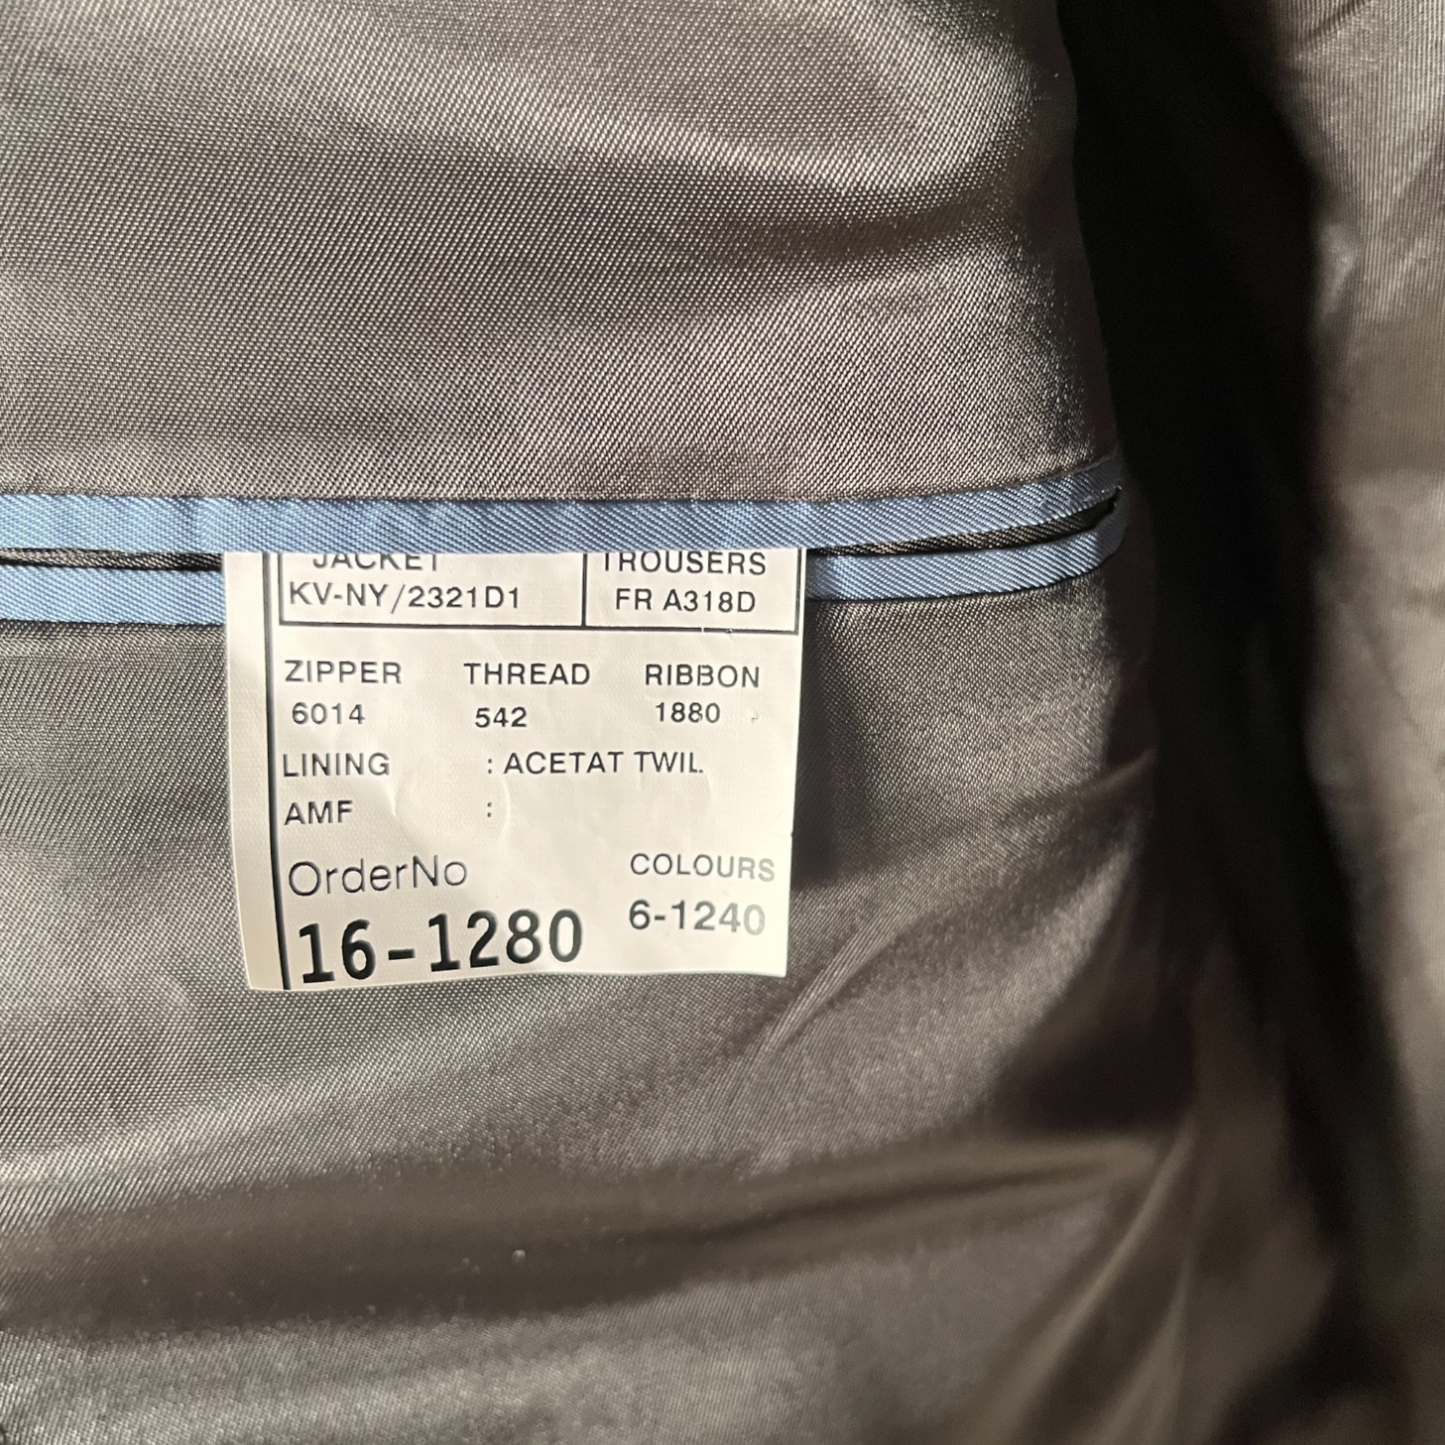 JACKET TROUSERS
KV-NY/2321D1 FR A318D
ZIPPER THREAD RIBBON
6014 542 1880
LINING : ACETAT TWIL.
AMF :
OrderNo COLOURS
16-1280 6-1240